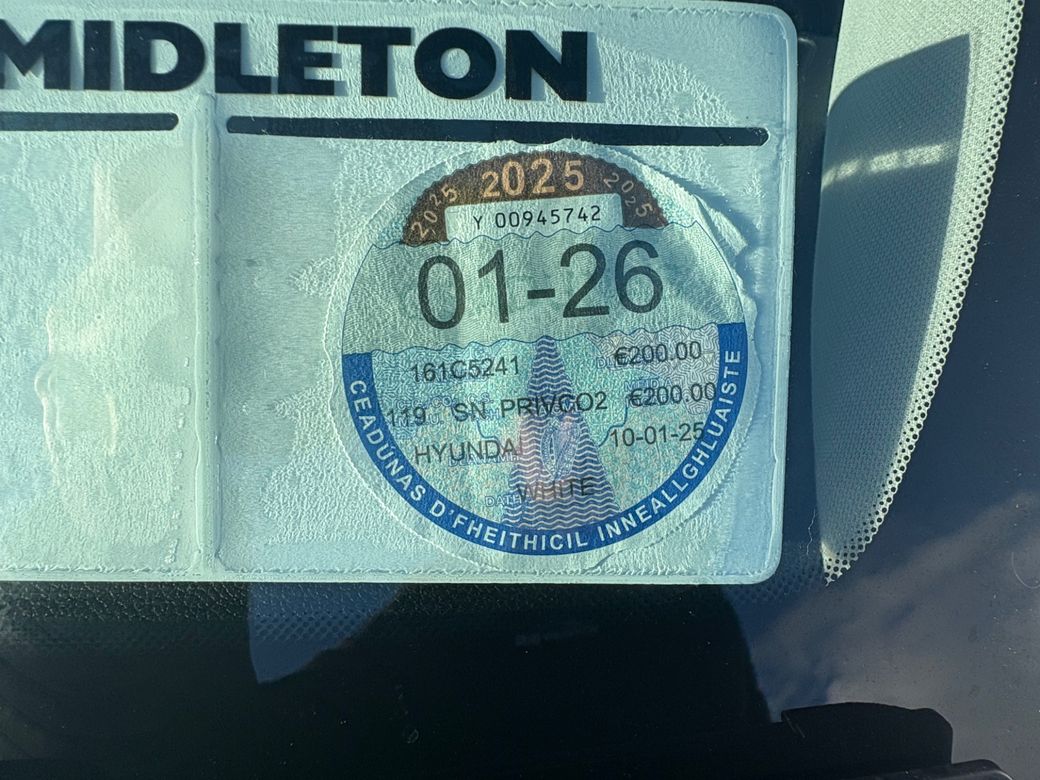 MIDLETON
2025 2025 2025
Y 00945742
01-26
161C5241 €200.00
119 SN PRIVCO2 €200.00
HYUNDAI 10-01-25
WHITE
CEADUNAS D'FHEITHICIL INNEALLGHLUAISTE